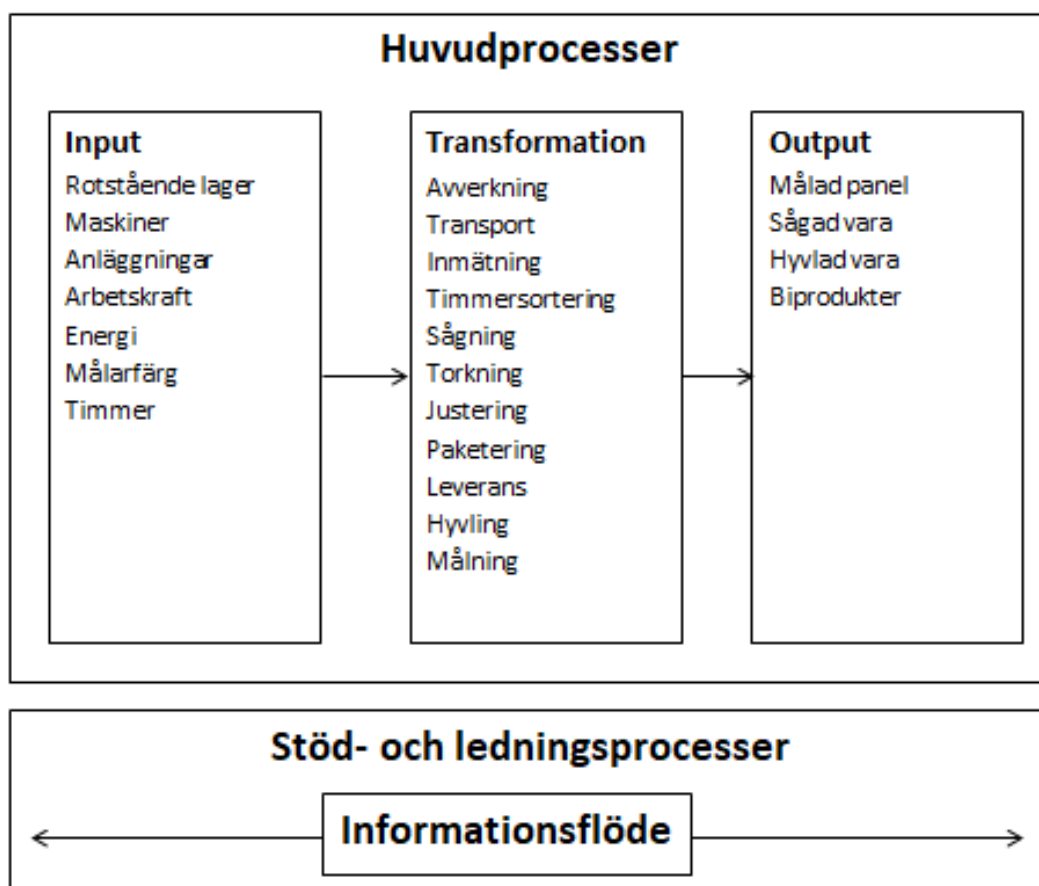 Huvudprocesser
Input
Rotstående lager
Maskiner
Anläggningar
Arbetskraft
Energi
Målarfärg
Timmer
Transformation
Avverkning
Transport
Inmätning
Timmersortering
Sågning
Torkning
Justering
Paketering
Leverans
Hyvling
Målning
Output
Målad panel
Sågad vara
Hyvlad vara
Biprodukter
Stöd- och ledningsprocesser
Informationsflöde